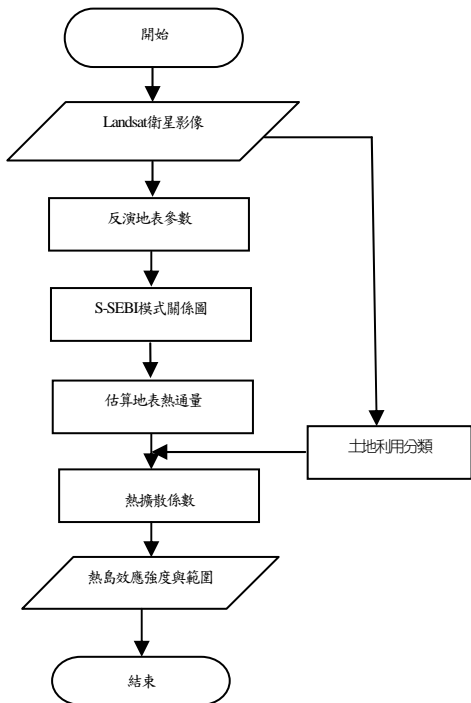 開始
Landsat衛星影像
反演地表參數
S-SEBI模式關係圖
估算地表熱通量
土地利用分類
熱擴散係數
熱島效應強度與範圍
結束